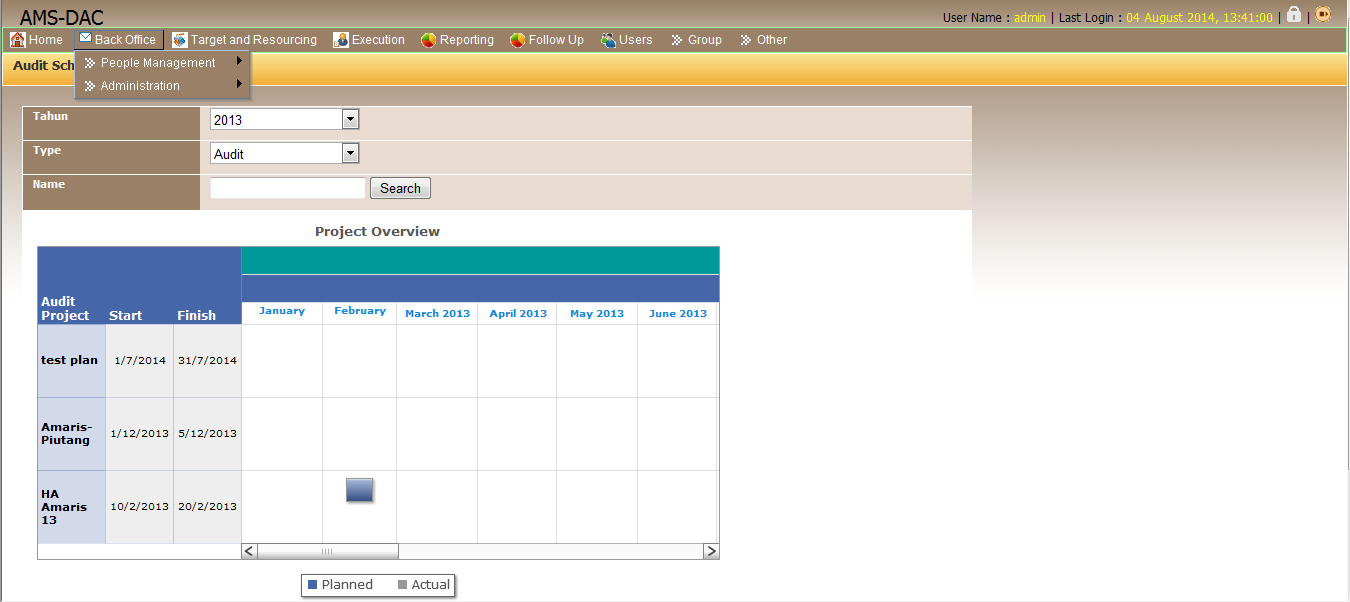 AMS-DAC
User Name : admin | Last Login : 04 August 2014, 13:41:00 | |
Home Back Office Target and Resourcing Execution Reporting Follow Up Users Group Other
Audit Sch
People Management
Administration
Tahun 2013
Type Audit
Name Search
Project Overview
Audit Project Start Finish
January February March 2013 April 2013 May 2013 June 2013
test plan 1/7/2014 31/7/2014
Amaris-
Piutang 1/12/2013 5/12/2013
HA
Amaris
13 10/2/2013 20/2/2013
Planned Actual